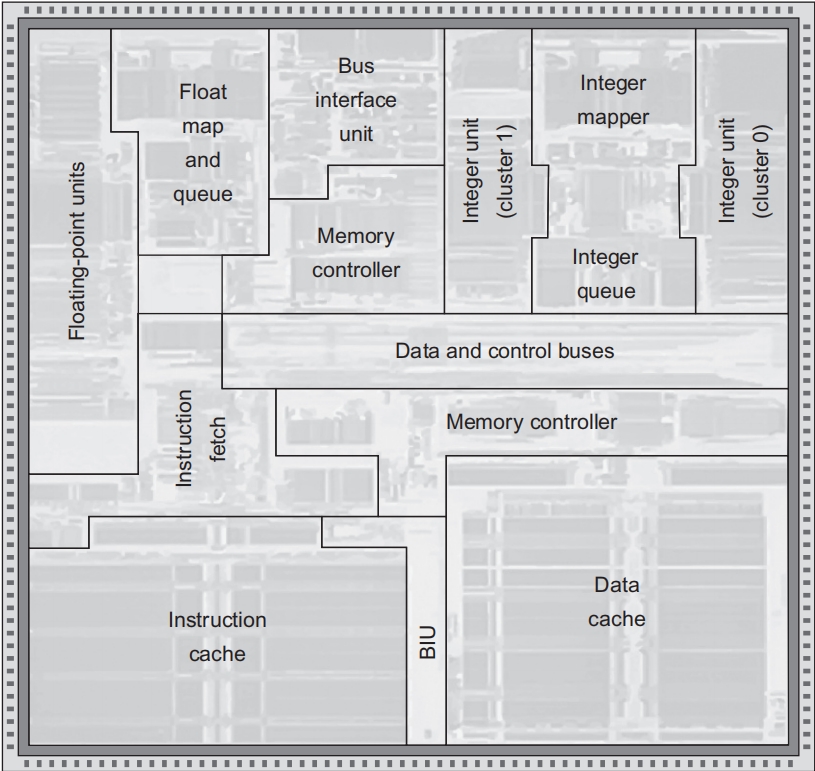 Float
map
and
queue
Bus
interface
unit
Integer unit
(cluster 1)
Integer
mapper
Integer unit
(cluster 0)
Floating-point units
Memory
controller
Integer
queue
Data and control buses
Instruction
fetch
Memory controller
Instruction
cache
BIU
Data
cache